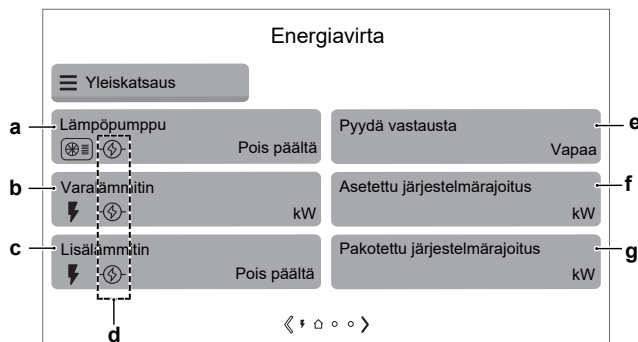 Energiavirta
Yleiskatsaus
a
Lämpöpumppu
Pois päältä
e
Pyydä vastausta
Vapaa
b
Varalämmitin
kW
f
Asetettu järjestelmärajoitus
kW
c
Lisälämmitin
Pois päältä
g
Pakotettu järjestelmärajoitus
kW
d